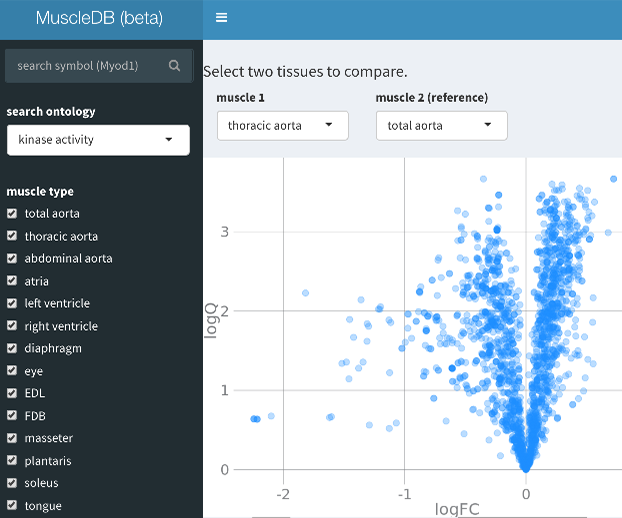 MuscleDB (beta)
search symbol (Myod1)
search ontology
kinase activity
muscle type
total aorta
thoracic aorta
abdominal aorta
atria
left ventricle
right ventricle
diaphragm
eye
EDL
FDB
masseter
plantaris
soleus
tongue
Select two tissues to compare.
muscle 1
muscle 2 (reference)
thoracic aorta
total aorta
3
2
1
0
logQ
-2
-1
0
logFC